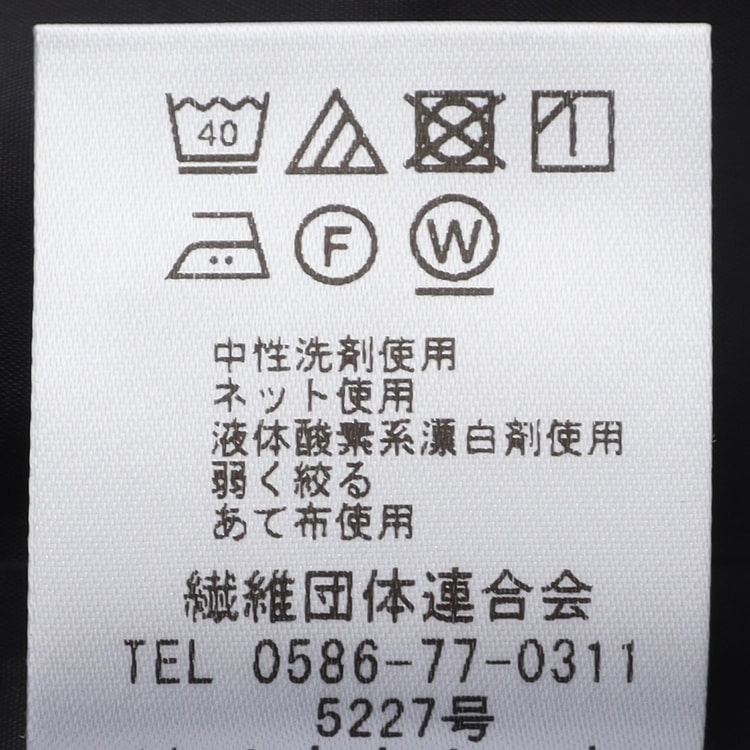 40
F W
中性洗剤使用
ネット使用
液体酸素系漂白剤使用
弱く絞る
あて布使用
繊維団体連合会
TEL 0586-77-0311
5227号